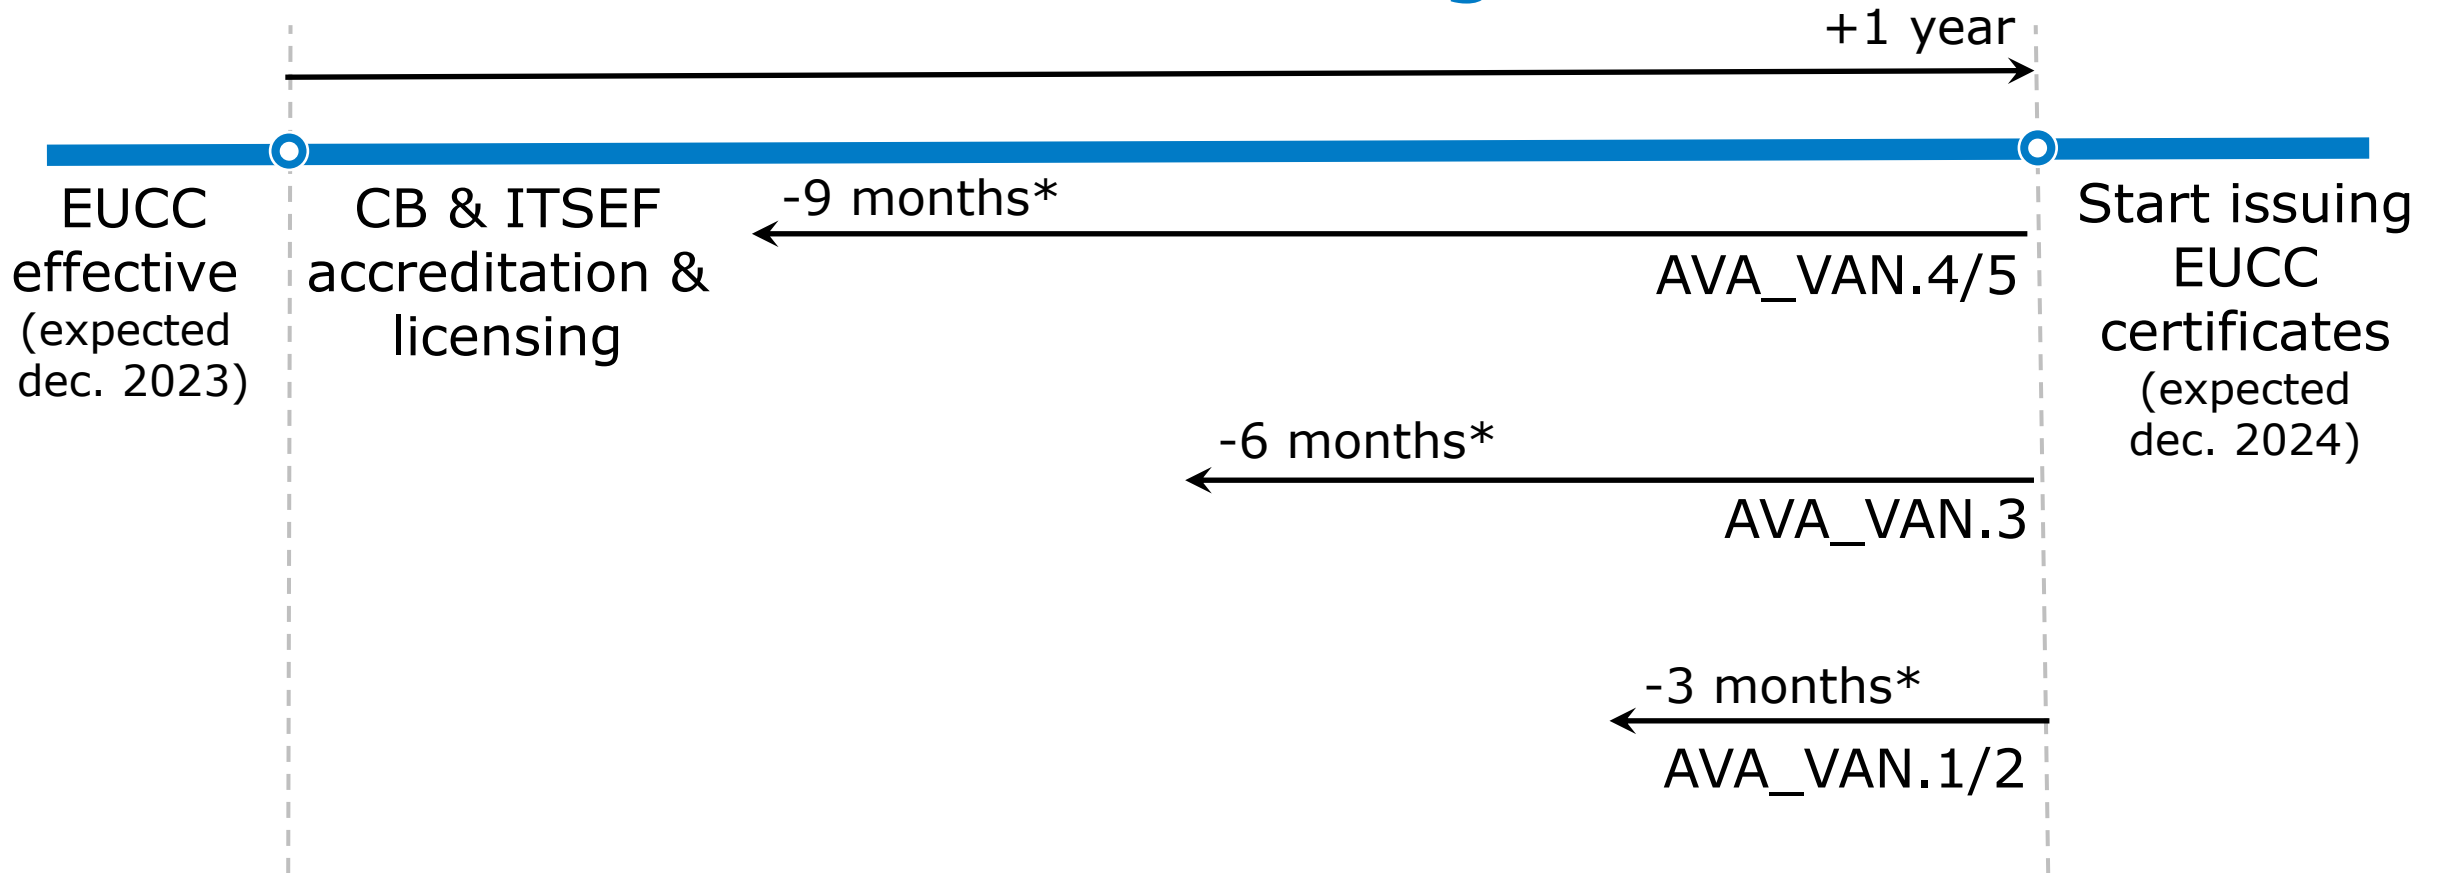 +1 year
EUCC
effective
(expected
dec. 2023)
CB & ITSEF
accreditation &
licensing
-9 months*
AVA_VAN.4/5
Start issuing
EUCC
certificates
(expected
dec. 2024)
-6 months*
AVA_VAN.3
-3 months*
AVA_VAN.1/2